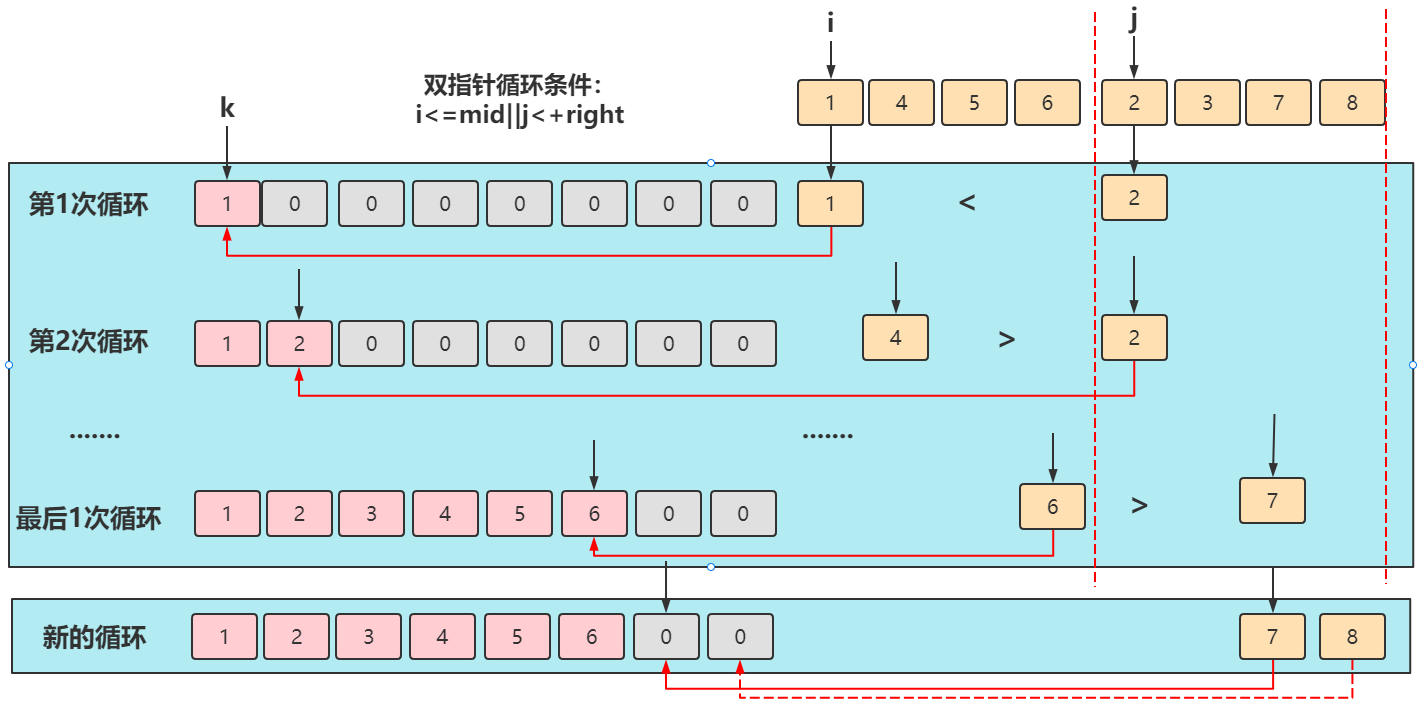 i
j
双指针循环条件：
i<=mid||j<+right
k
1 4 5 6 2 3 7 8
第1次循环 1 0 0 0 0 0 0 0 1 < 2
第2次循环 1 2 0 0 0 0 0 0 4 > 2
....... .......
最后1次循环 1 2 3 4 5 6 0 0 6 > 7
新的循环 1 2 3 4 5 6 0 0 7 8